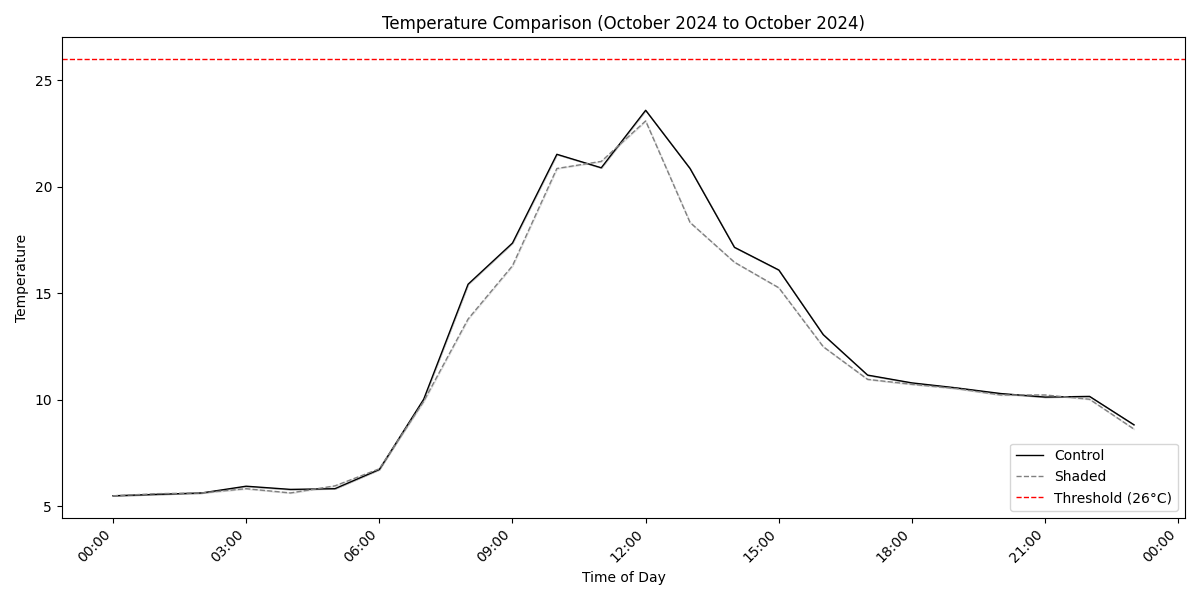 Temperature Comparison (October 2024 to October 2024)
Temperature
25
20
15
10
5
00:00
03:00
06:00
09:00
12:00
15:00
18:00
21:00
00:00
Time of Day
Control
Shaded
Threshold (26°C)